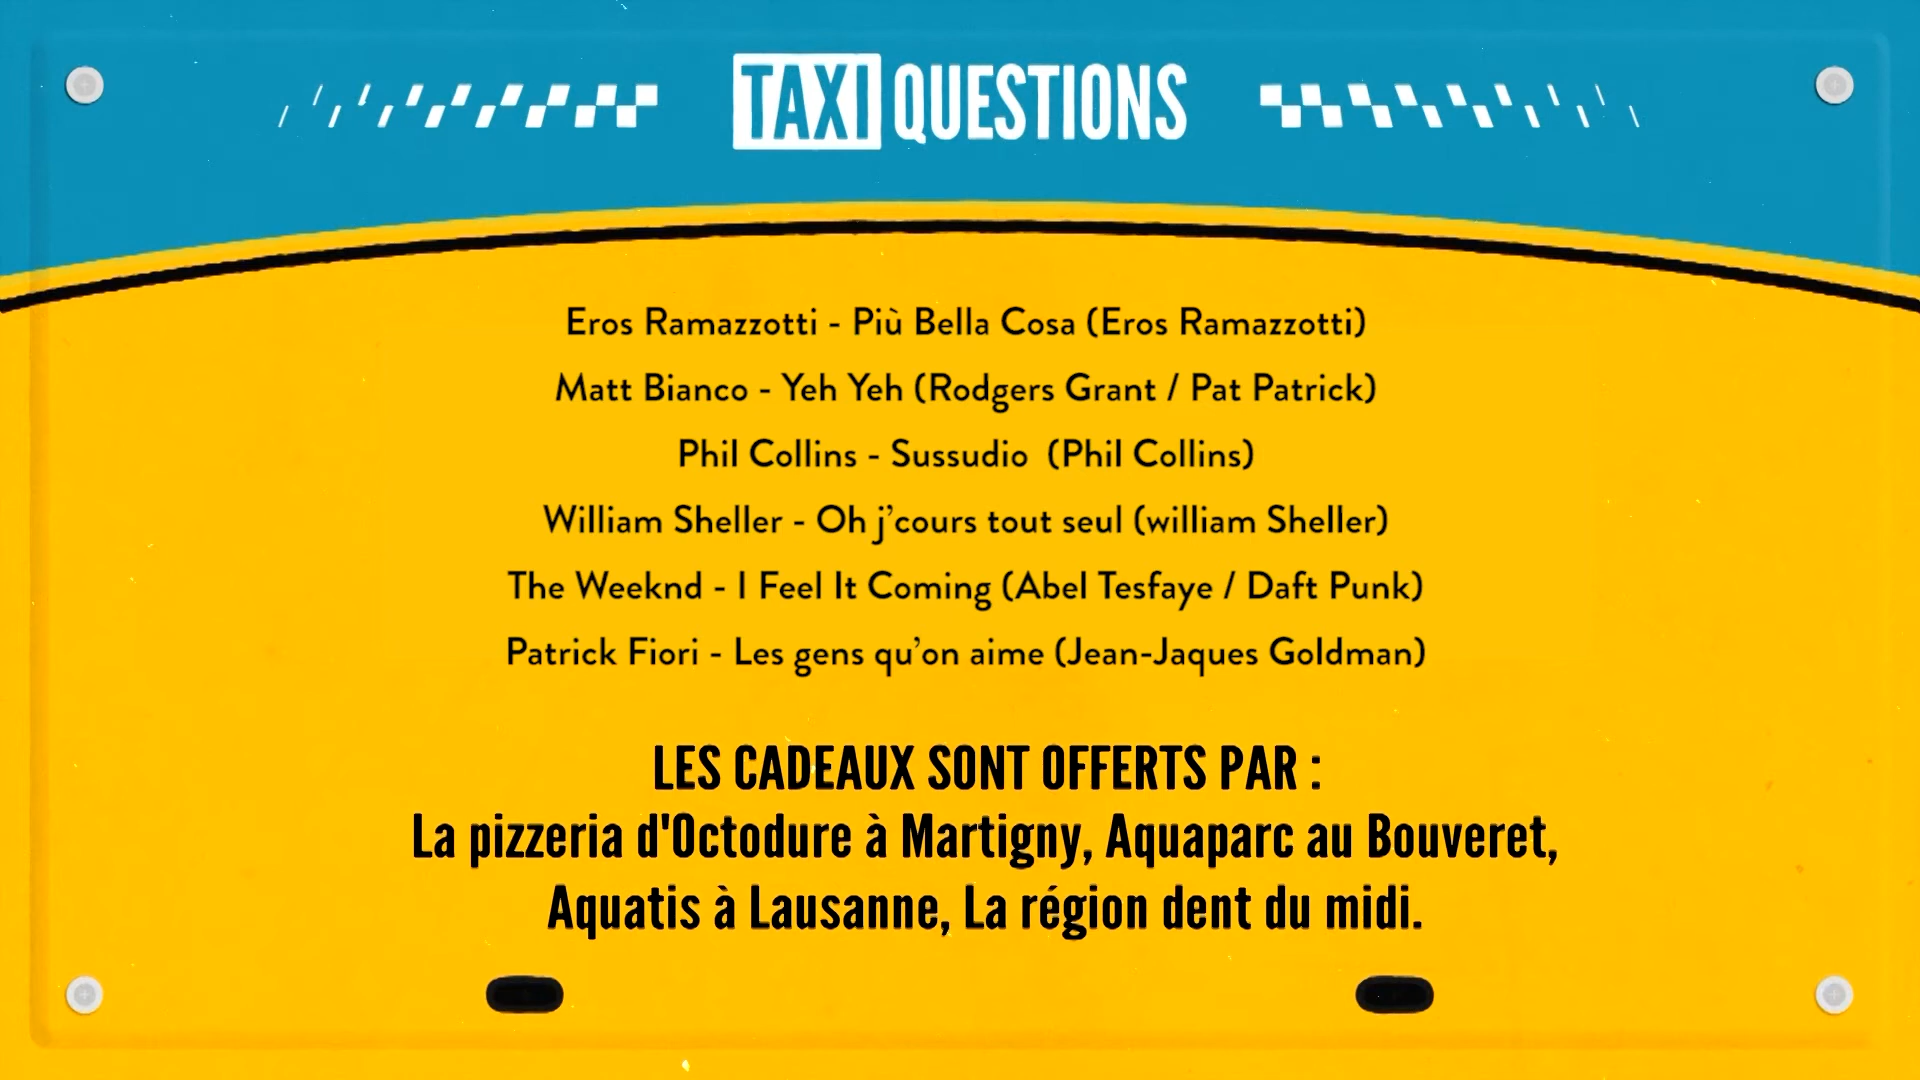 TAXI QUESTIONS
Eros Ramazzotti - Più Bella Cosa (Eros Ramazzotti)
Matt Bianco - Yeh Yeh (Rodgers Grant / Pat Patrick)
Phil Collins - Sussudio  (Phil Collins)
William Sheller - Oh j’cours tout seul (william Sheller)
The Weeknd - I Feel It Coming (Abel Tesfaye / Daft Punk)
Patrick Fiori - Les gens qu’on aime (Jean-Jaques Goldman)
LES CADEAUX SONT OFFERTS PAR :
La pizzeria d'Octodure à Martigny, Aquaparc au Bouveret,
Aquatis à Lausanne, La région dent du midi.